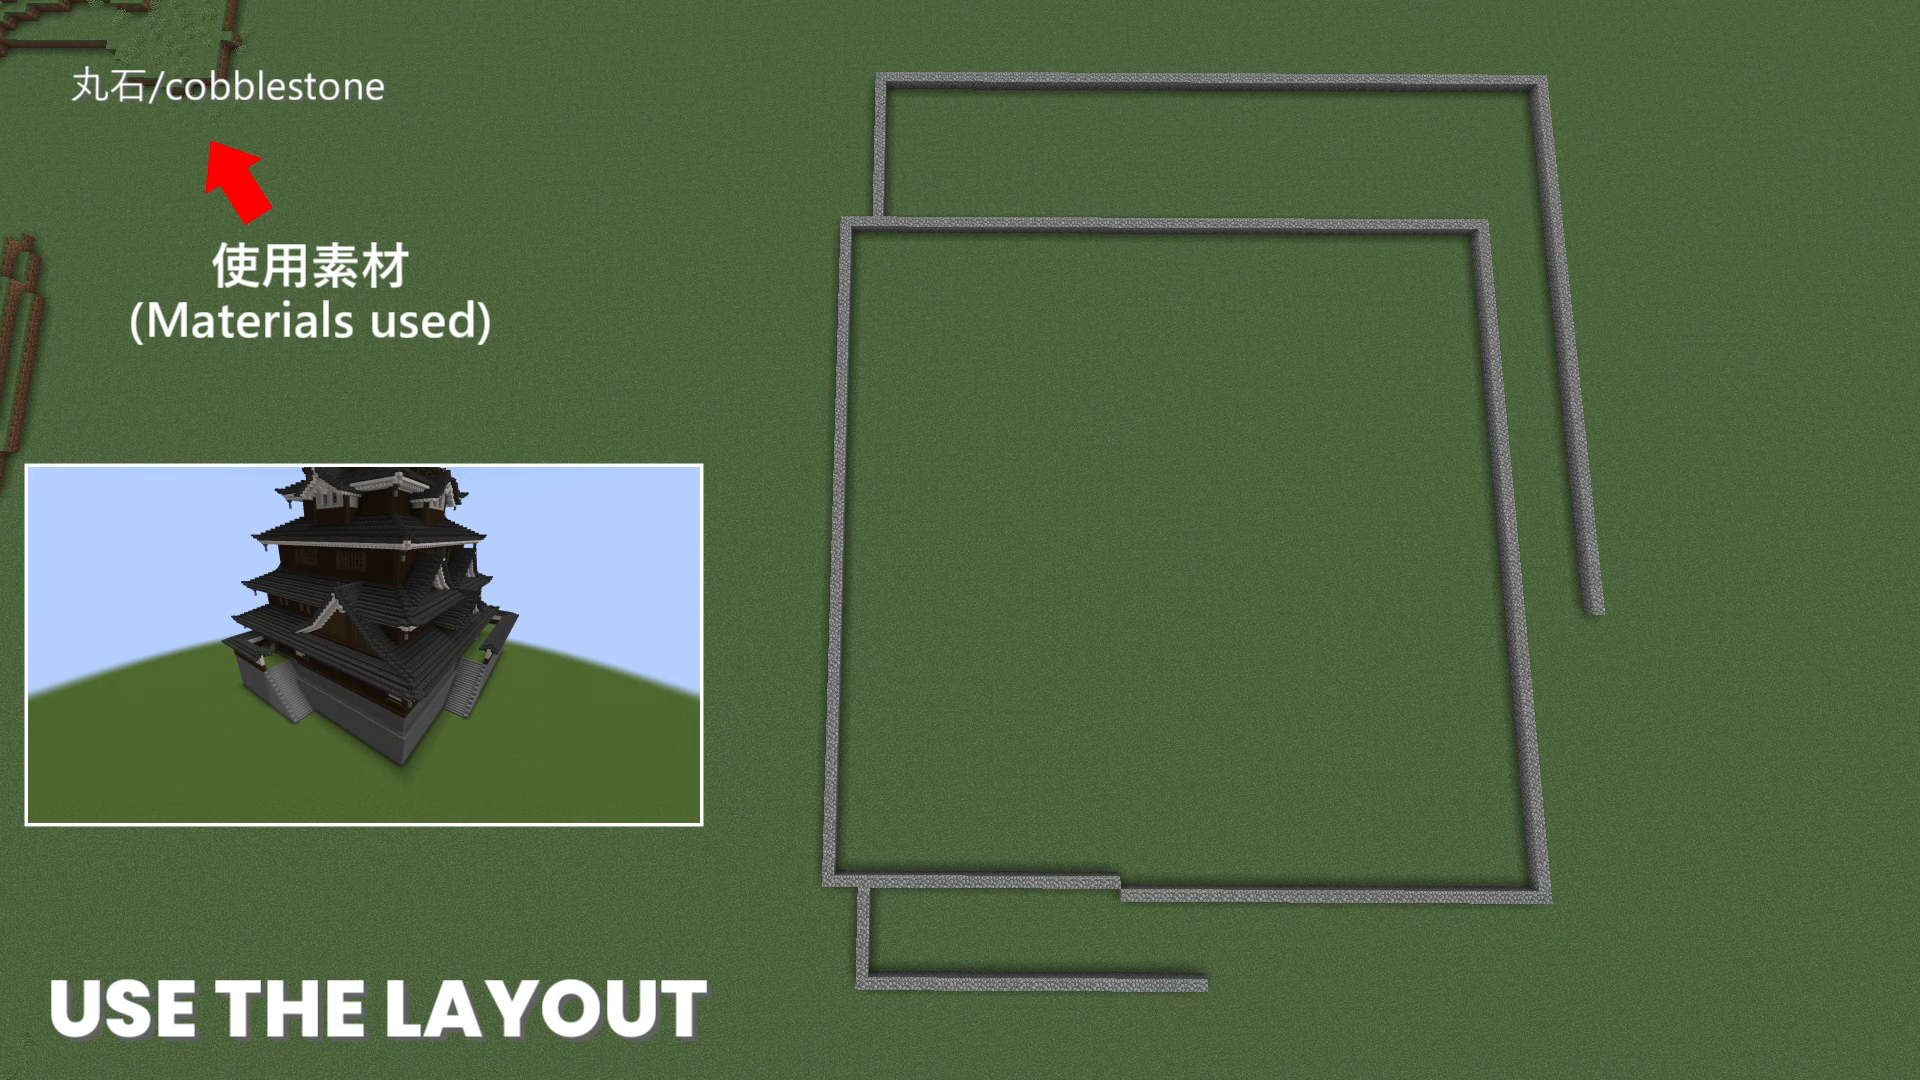 丸石/cobblestone
使用素材
(Materials used)
USE THE LAYOUT